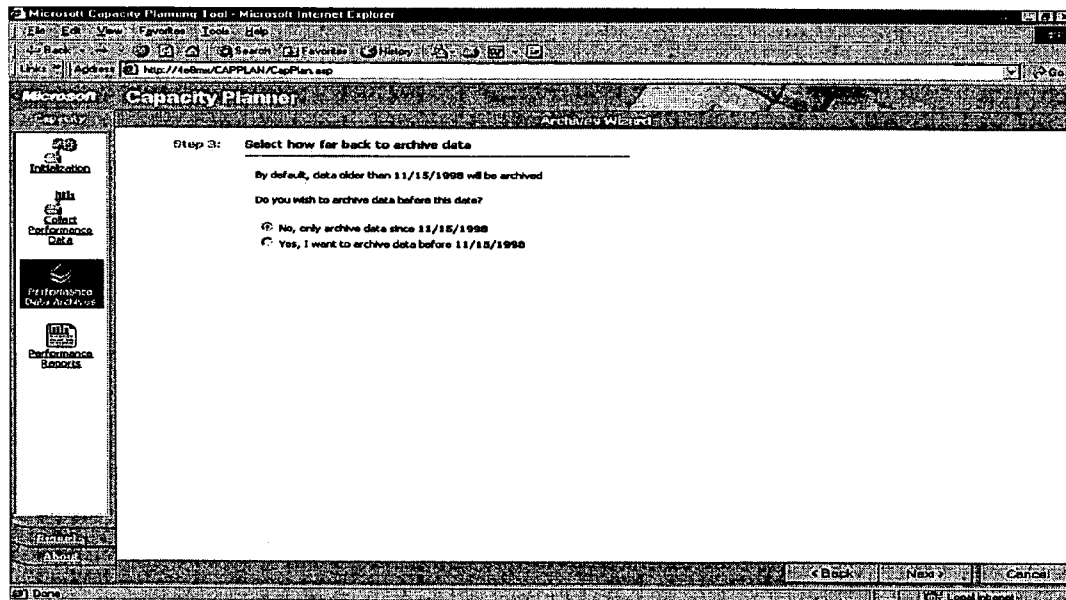 Microsoft Capacity Planning Tool - Microsoft Internet Explorer
File Edit View Favorites Tools Help
Back Search Favorites History
Links Address http://4e8mx/CAPPLAN/CapPlan.asp Go
Microsoft Capacity Planner
Capacity Archives Wizard
Initialization
Collect
Performance
Data
Performance
Data Archives
Performance
Reports
Step 3: Select how far back to archive data
By default, data older than 11/15/1998 will be archived
Do you wish to archive data before this date?
No, only archive data since 11/15/1998
Yes, I want to archive data before 11/15/1998
About
< Back Next > Cancel
Done Local intranet